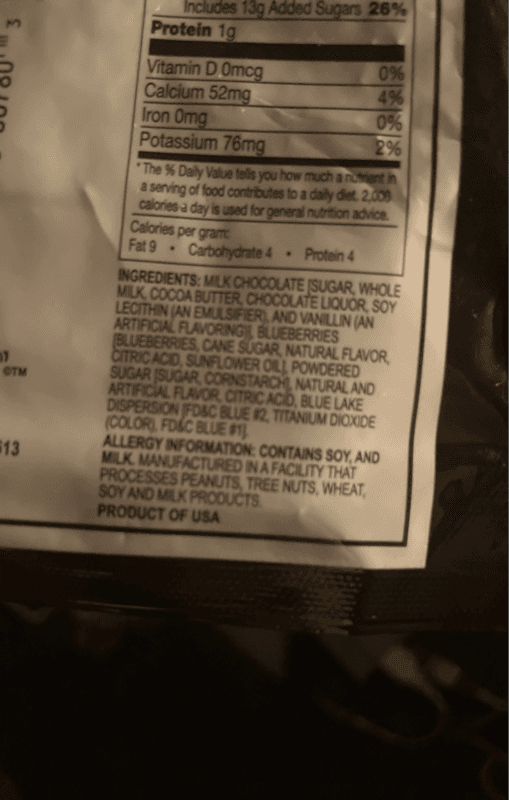 Includes 13g Added Sugars 26%
Protein 1g
Vitamin D 0mcg 0%
Calcium 52mg 4%
Iron 0mg 0%
Potassium 76mg 2%
*The % Daily Value tells you how much a nutrient in
a serving of food contributes to a daily diet. 2,000
calories a day is used for general nutrition advice.
Calories per gram:
Fat 9 • Carbohydrate 4 • Protein 4
INGREDIENTS: MILK CHOCOLATE [SUGAR, WHOLE
MILK, COCOA BUTTER, CHOCOLATE LIQUOR, SOY
LECITHIN (AN EMULSIFIER), AND VANILLIN (AN
ARTIFICIAL FLAVORING)], BLUEBERRIES
[BLUEBERRIES, CANE SUGAR, NATURAL FLAVOR,
CITRIC ACID, SUNFLOWER OIL], POWDERED
SUGAR [SUGAR, CORNSTARCH], NATURAL AND
ARTIFICIAL FLAVOR, CITRIC ACID, BLUE LAKE
DISPERSION [FD&C BLUE #2, TITANIUM DIOXIDE
(COLOR), FD&C BLUE #1].
ALLERGY INFORMATION: CONTAINS SOY, AND
MILK. MANUFACTURED IN A FACILITY THAT
PROCESSES PEANUTS, TREE NUTS, WHEAT,
SOY AND MILK PRODUCTS.
PRODUCT OF USA
©TM
513